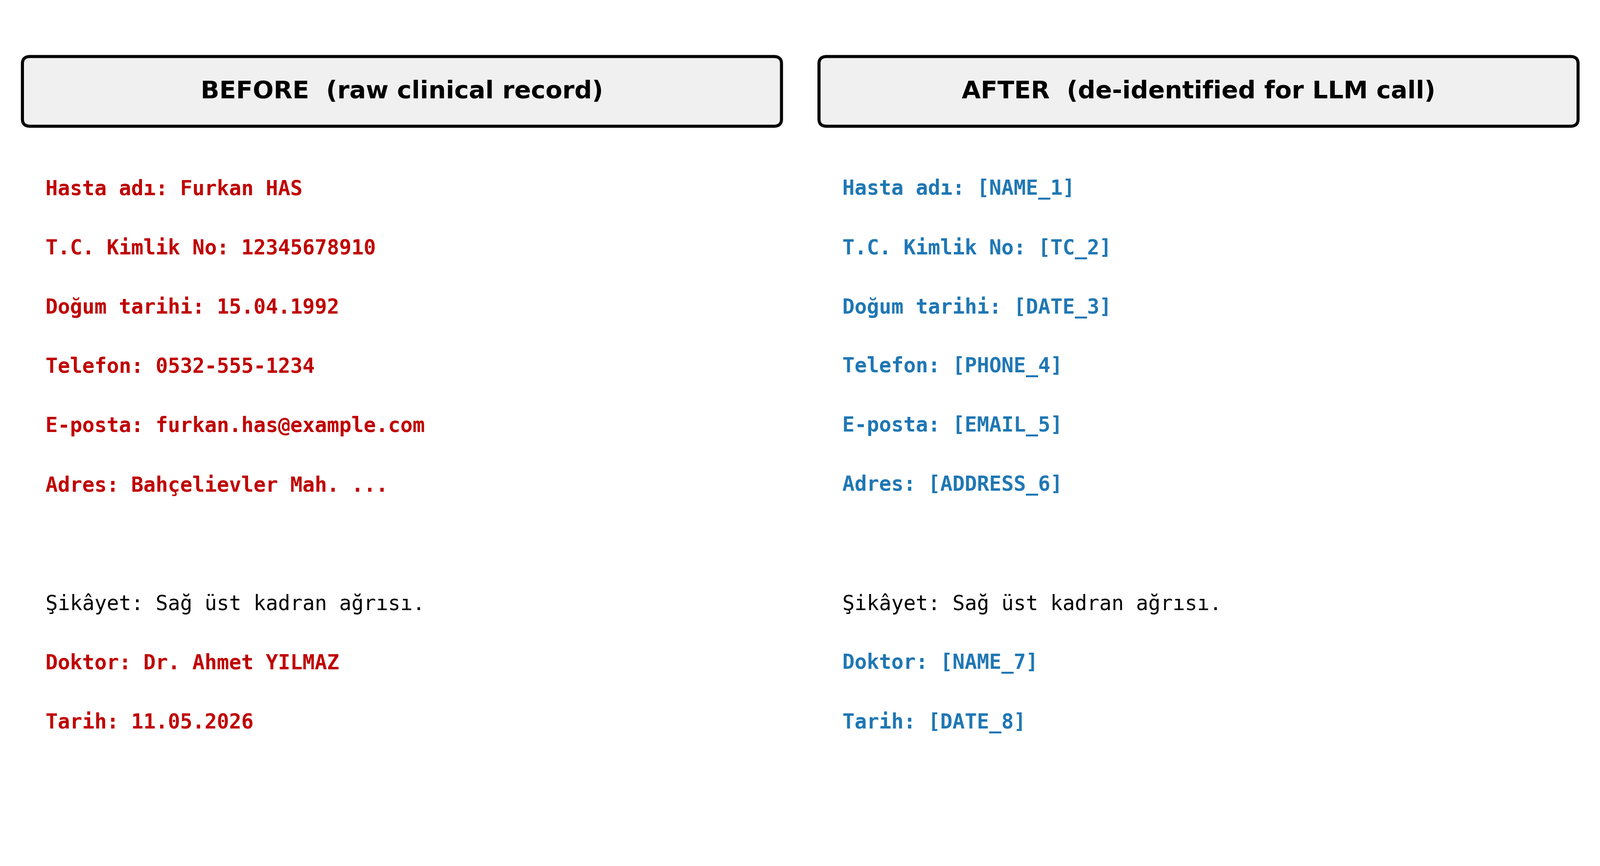 BEFORE  (raw clinical record)
Hasta adı: Furkan HAS
T.C. Kimlik No: 12345678910
Doğum tarihi: 15.04.1992
Telefon: 0532-555-1234
E-posta: furkan.has@example.com
Adres: Bahçelievler Mah. ...
Şikâyet: Sağ üst kadran ağrısı.
Doktor: Dr. Ahmet YILMAZ
Tarih: 11.05.2026
AFTER  (de-identified for LLM call)
Hasta adı: [NAME_1]
T.C. Kimlik No: [TC_2]
Doğum tarihi: [DATE_3]
Telefon: [PHONE_4]
E-posta: [EMAIL_5]
Adres: [ADDRESS_6]
Şikâyet: Sağ üst kadran ağrısı.
Doktor: [NAME_7]
Tarih: [DATE_8]